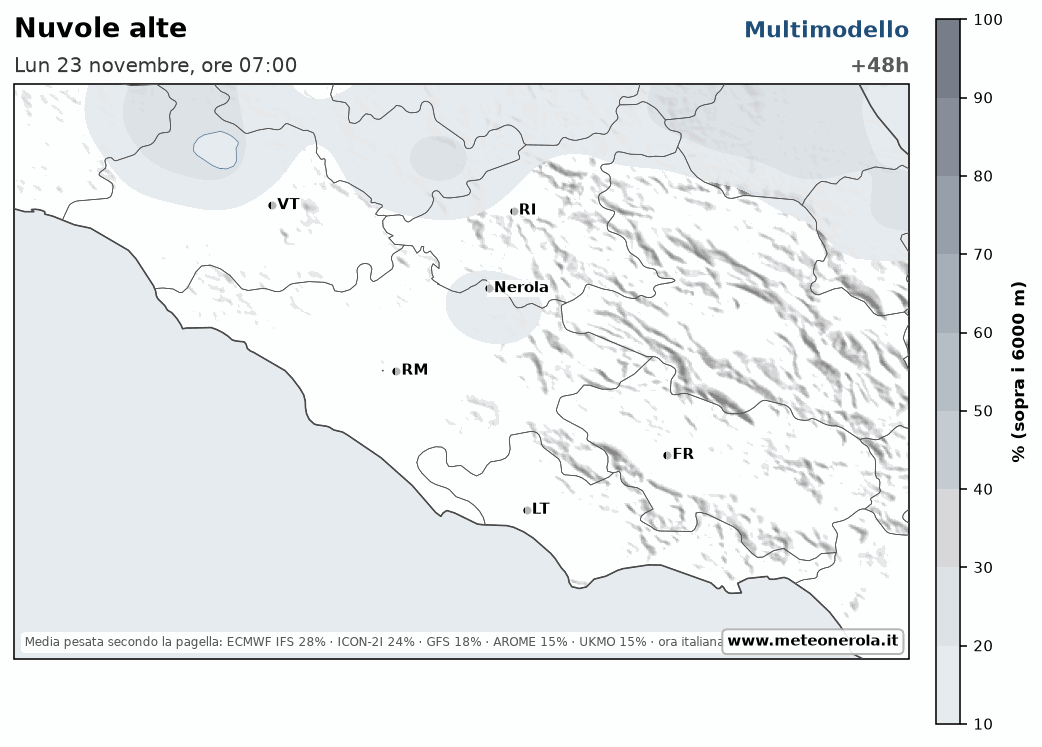 Nuvole alte
Multimodello
Lun 23 novembre, ore 07:00
+48h
VT
RI
Nerola
RM
FR
LT
Media pesata secondo la pagella: ECMWF IFS 28% · ICON-2I 24% · GFS 18% · AROME 15% · UKMO 15% · ora italiana
www.meteonerola.it
100
90
80
70
60
50
40
30
20
10
% (sopra i 6000 m)